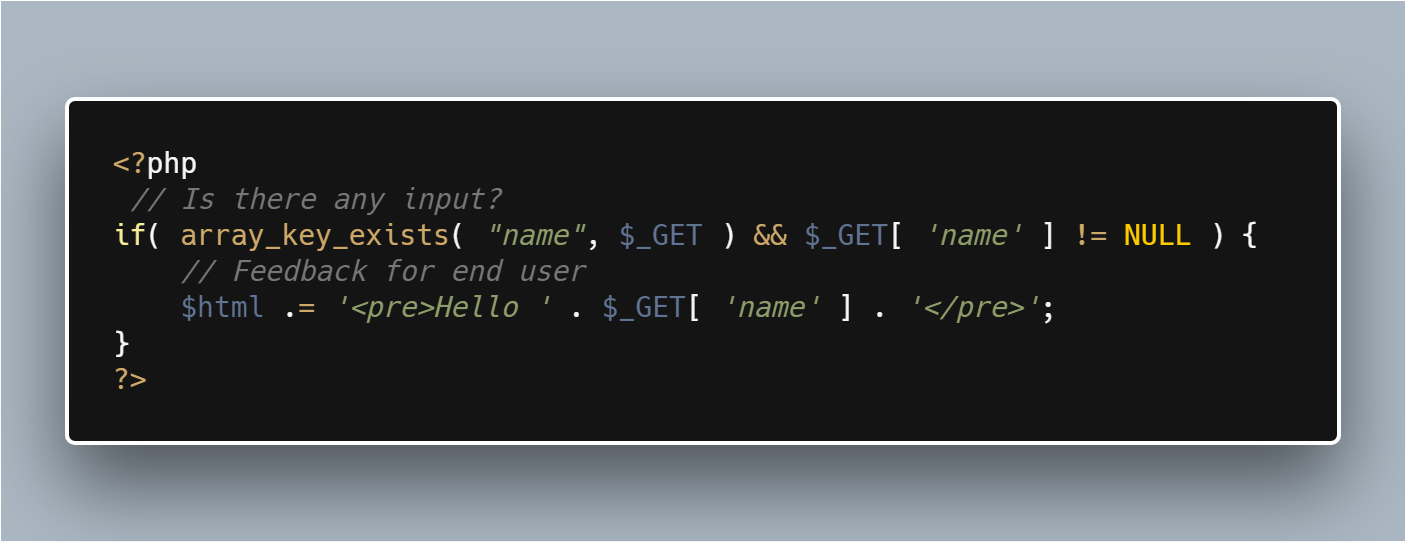 <?php
 // Is there any input?
if( array_key_exists( "name", $_GET ) && $_GET[ 'name' ] != NULL ) {
    // Feedback for end user
    $html .= '<pre>Hello ' . $_GET[ 'name' ] . '</pre>';
}
?>